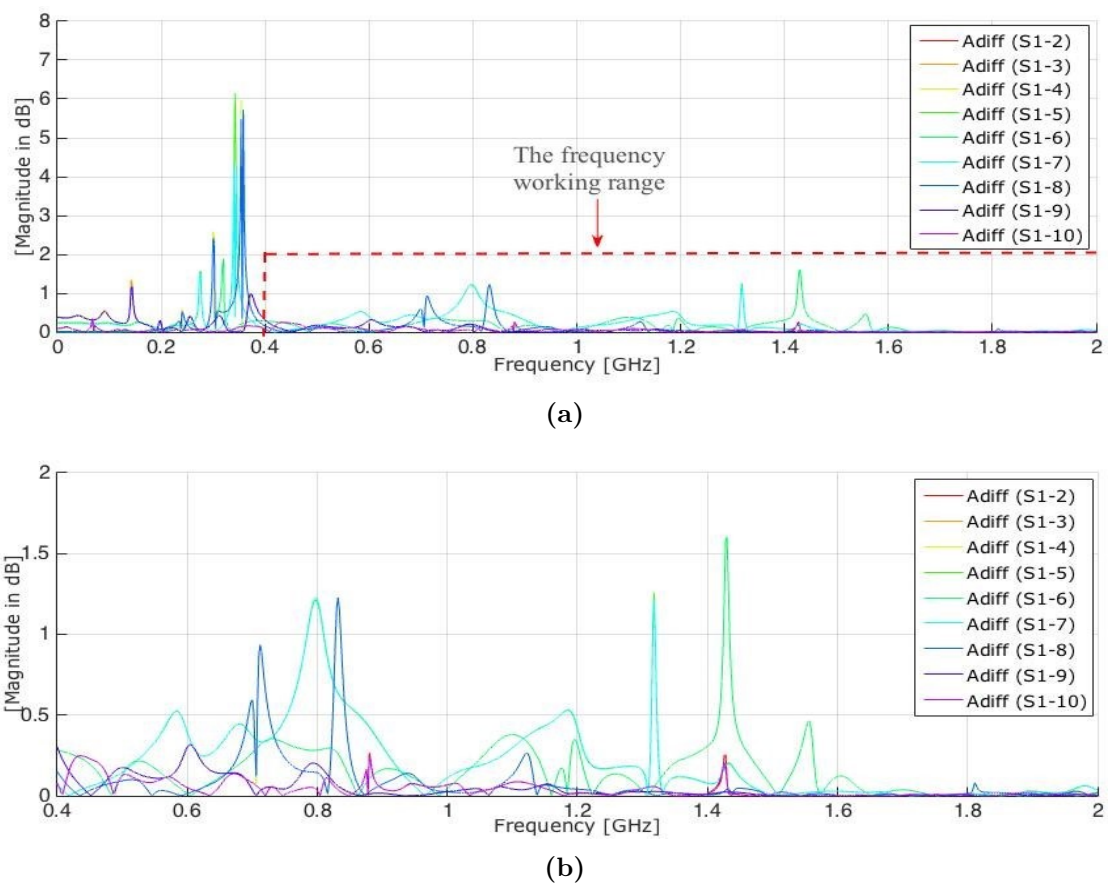 8
7
6
5
4
3
2
1
0
[Magnitude in dB]
The frequency
working range
Adiff (S1-2)
Adiff (S1-3)
Adiff (S1-4)
Adiff (S1-5)
Adiff (S1-6)
Adiff (S1-7)
Adiff (S1-8)
Adiff (S1-9)
Adiff (S1-10)
0 0.2 0.4 0.6 0.8 1 1.2 1.4 1.6 1.8 2
Frequency [GHz]
(a)
2
1.5
1
0.5
0
[Magnitude in dB]
Adiff (S1-2)
Adiff (S1-3)
Adiff (S1-4)
Adiff (S1-5)
Adiff (S1-6)
Adiff (S1-7)
Adiff (S1-8)
Adiff (S1-9)
Adiff (S1-10)
0.4 0.6 0.8 1 1.2 1.4 1.6 1.8 2
Frequency [GHz]
(b)